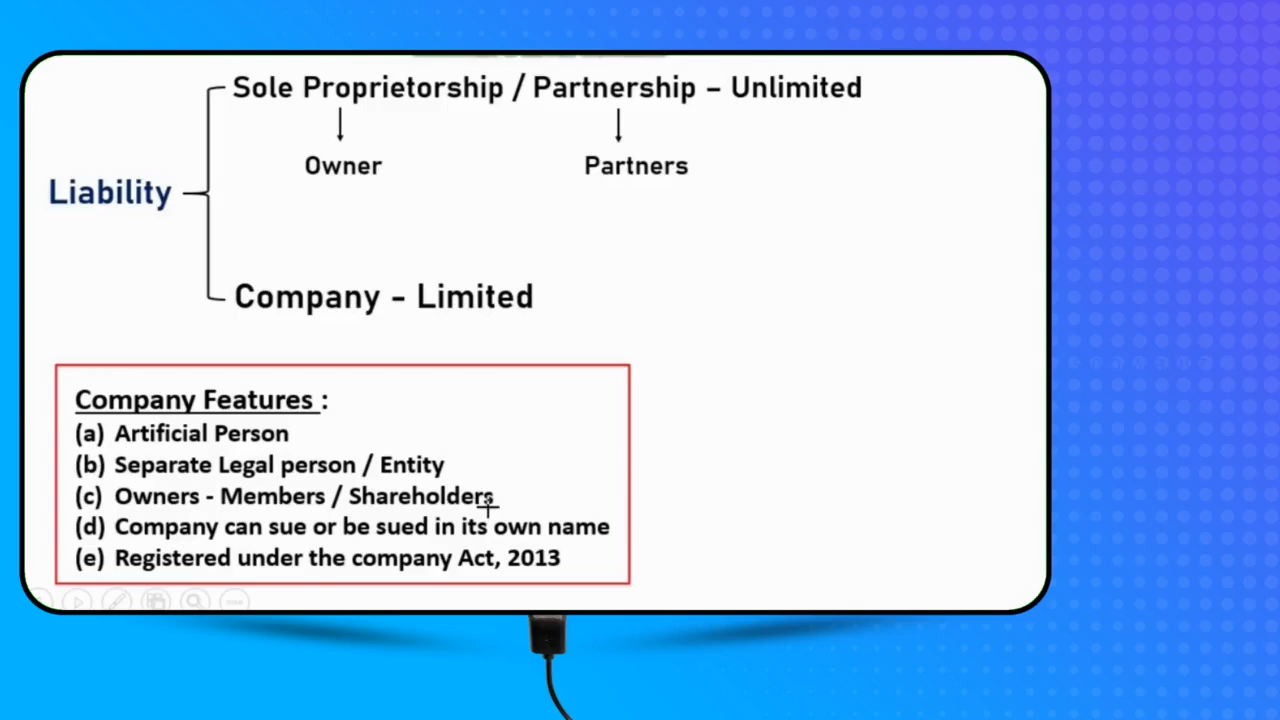 Sole Proprietorship / Partnership – Unlimited
Owner
Partners
Liability
Company - Limited
Company Features :
(a) Artificial Person
(b) Separate Legal person / Entity
(c) Owners - Members / Shareholders
(d) Company can sue or be sued in its own name
(e) Registered under the company Act, 2013